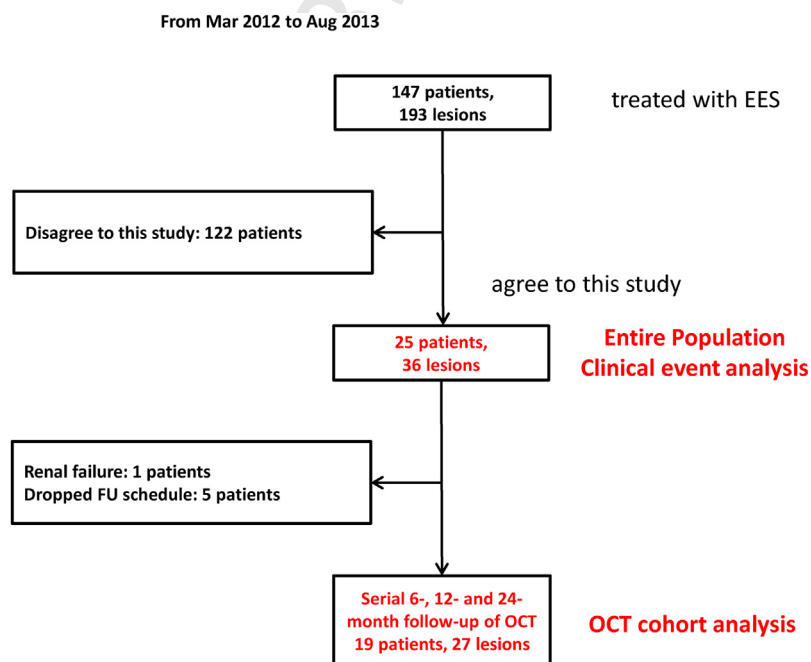 From Mar 2012 to Aug 2013
147 patients,
193 lesions
treated with EES
Disagree to this study: 122 patients
agree to this study
25 patients,
36 lesions
Entire Population
Clinical event analysis
Renal failure: 1 patients
Dropped FU schedule: 5 patients
Serial 6-, 12- and 24-
month follow-up of OCT
19 patients, 27 lesions
OCT cohort analysis